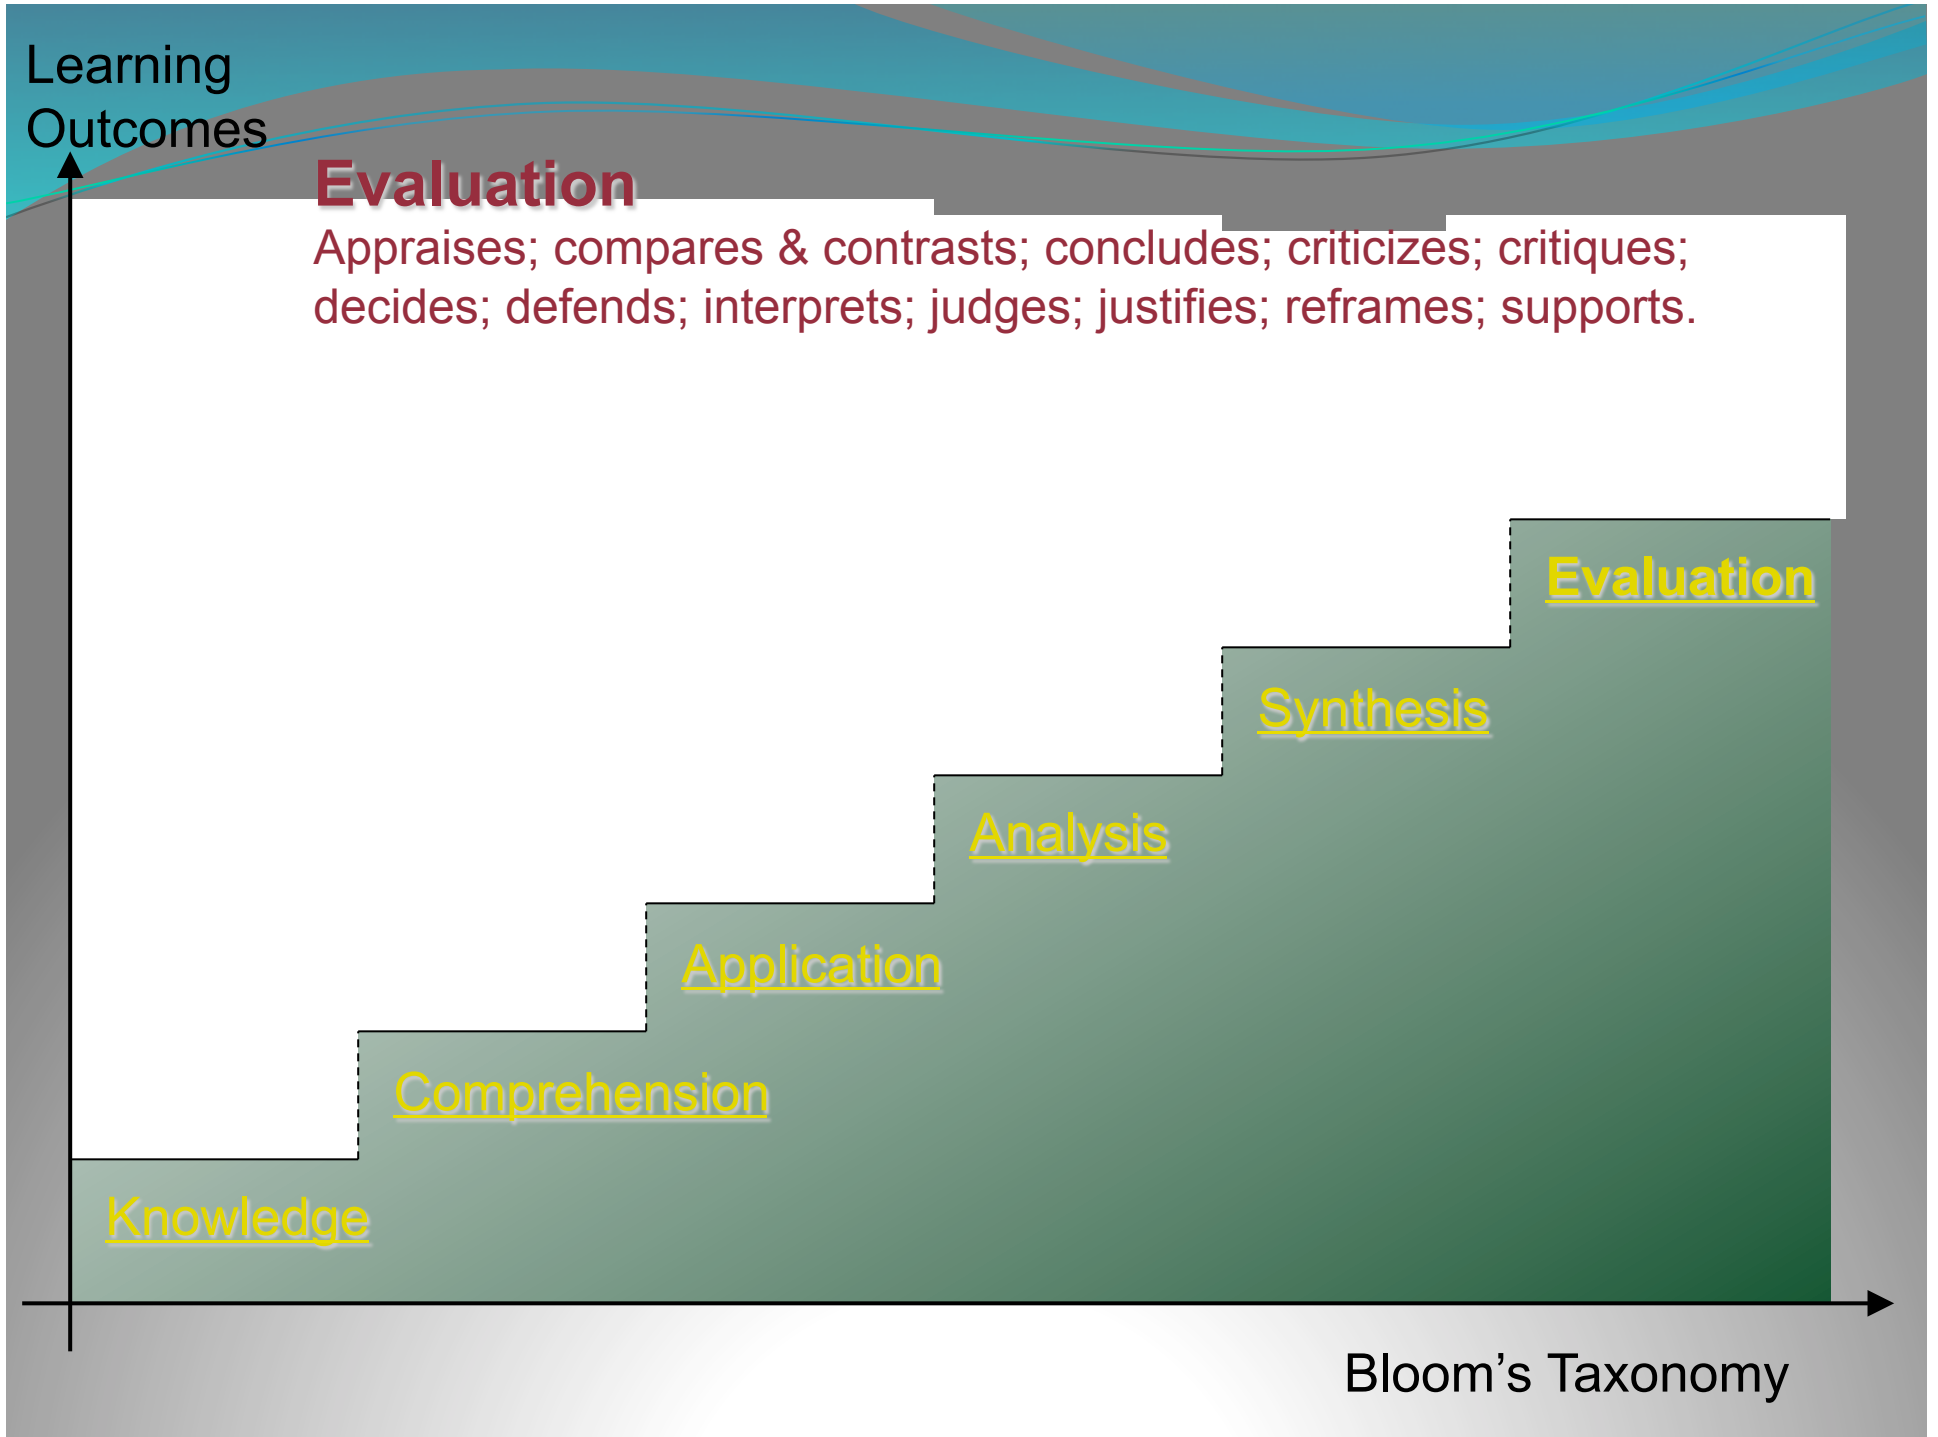 Learning
Outcomes
Evaluation
Appraises; compares & contrasts; concludes; criticizes; critiques;
decides; defends; interprets; judges; justifies; reframes; supports.
Evaluation
Synthesis
Analysis
Application
Comprehension
Knowledge
Bloom’s Taxonomy